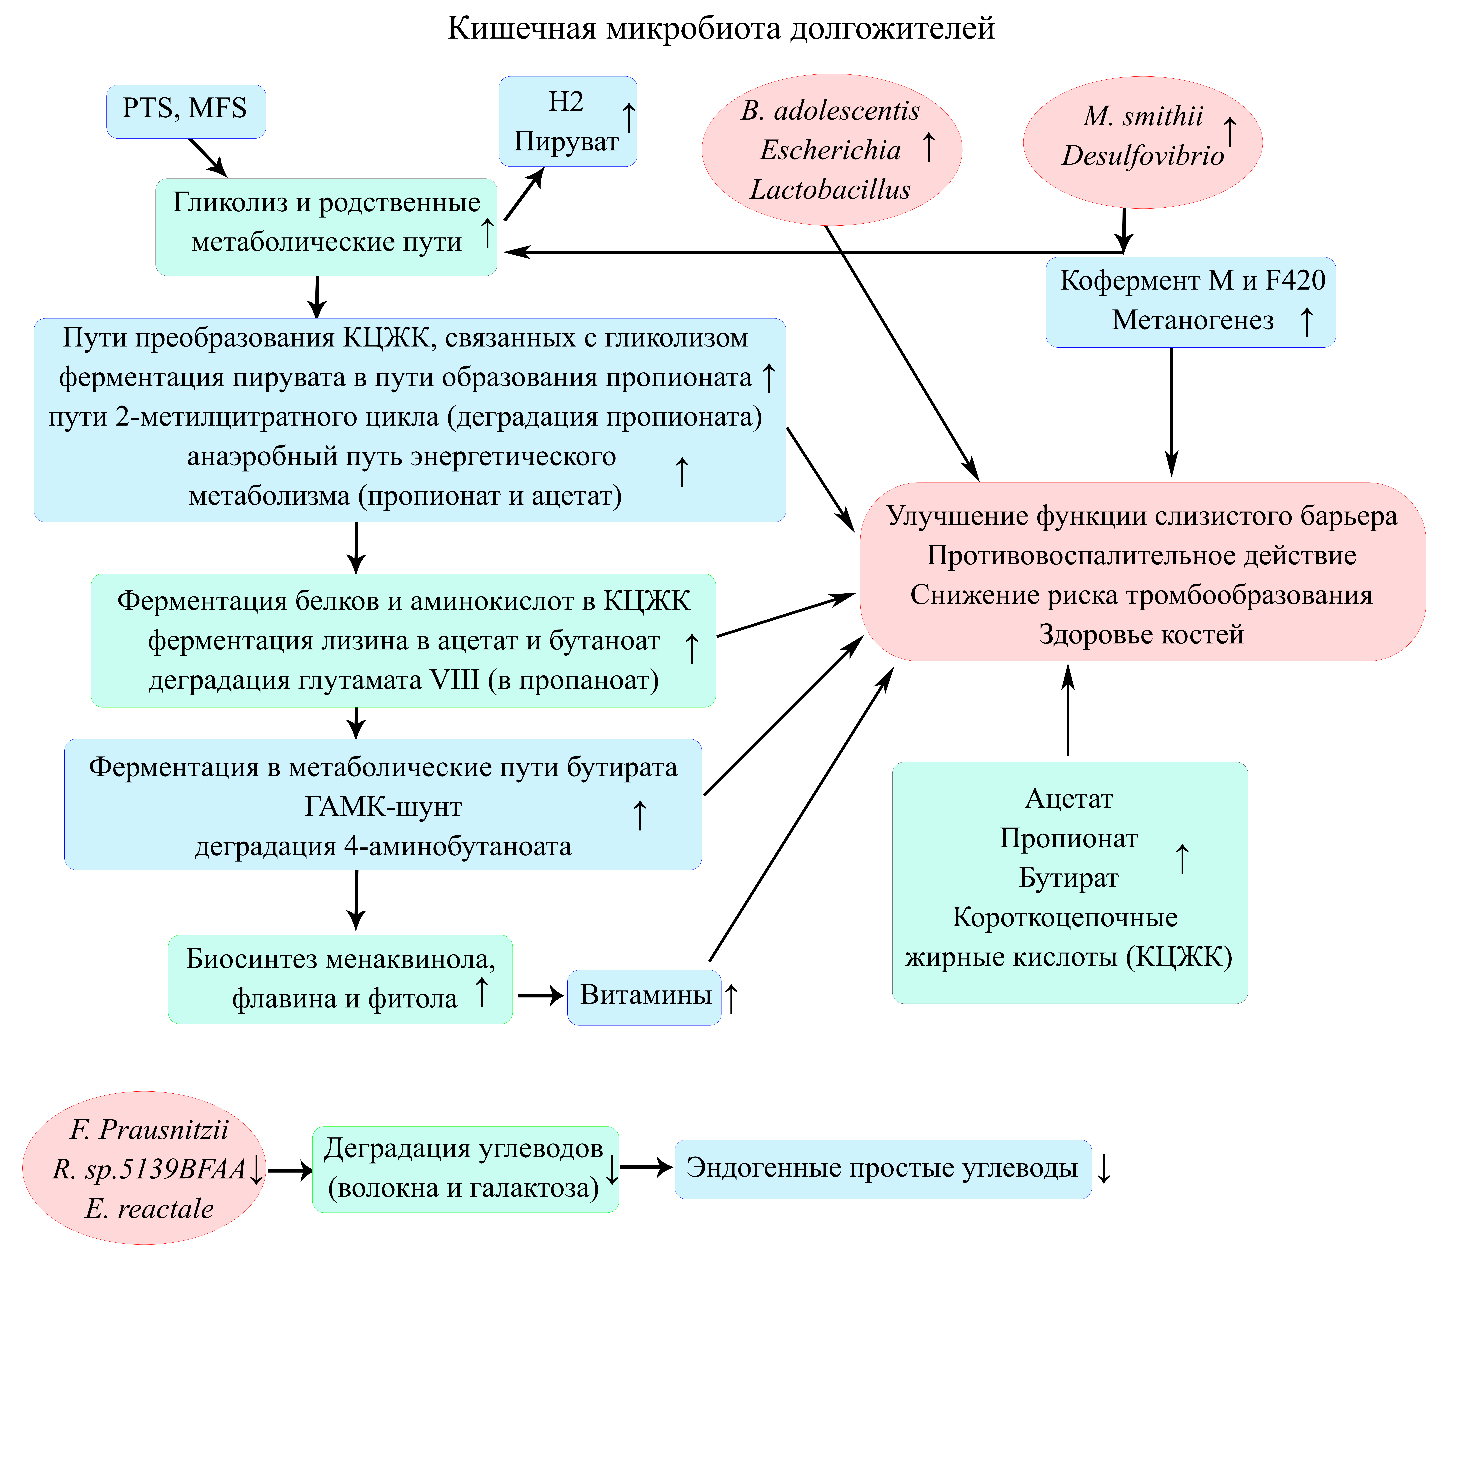 Кишечная микробиота долгожителей
PTS, MFS
H2
Пируват ↑
B. adolescentis
Escherichia ↑
Lactobacillus
M. smithii
Desulfovibrio ↑
Гликолиз и родственные
метаболические пути ↑
Кофермент М и F420
Метаногенез ↑
Пути преобразования КЦЖК, связанных с гликолизом
ферментация пирувата в пути образования пропионата ↑
пути 2-метилцитратного цикла (деградация пропионата)
анаэробный путь энергетического
метаболизма (пропионат и ацетат) ↑
Улучшение функции слизистого барьера
Противовоспалительное действие
Снижение риска тромбообразования
Здоровье костей
Ферментация белков и аминокислот в КЦЖК
ферментация лизина в ацетат и бутаноат ↑
деградация глутамата VIII (в пропаноат)
Ферментация в метаболические пути бутирата
ГАМК-шунт ↑
деградация 4-аминобутаноата
Ацетат
Пропионат
Бутират ↑
Короткоцепочные
жирные кислоты (КЦЖК)
Биосинтез менаквинола,
флавина и фитола ↑
Витамины ↑
F. Prausnitzii
R. sp.5139BFAA ↓
E. reactale
Деградация углеводов
(волокна и галактоза) ↓
Эндогенные простые углеводы ↓